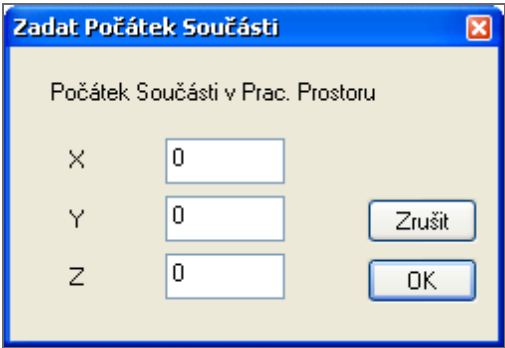 Zadat Počátek Součásti
Počátek Součásti v Prac. Prostoru
X 0
Y 0 Zrušit
Z 0 OK